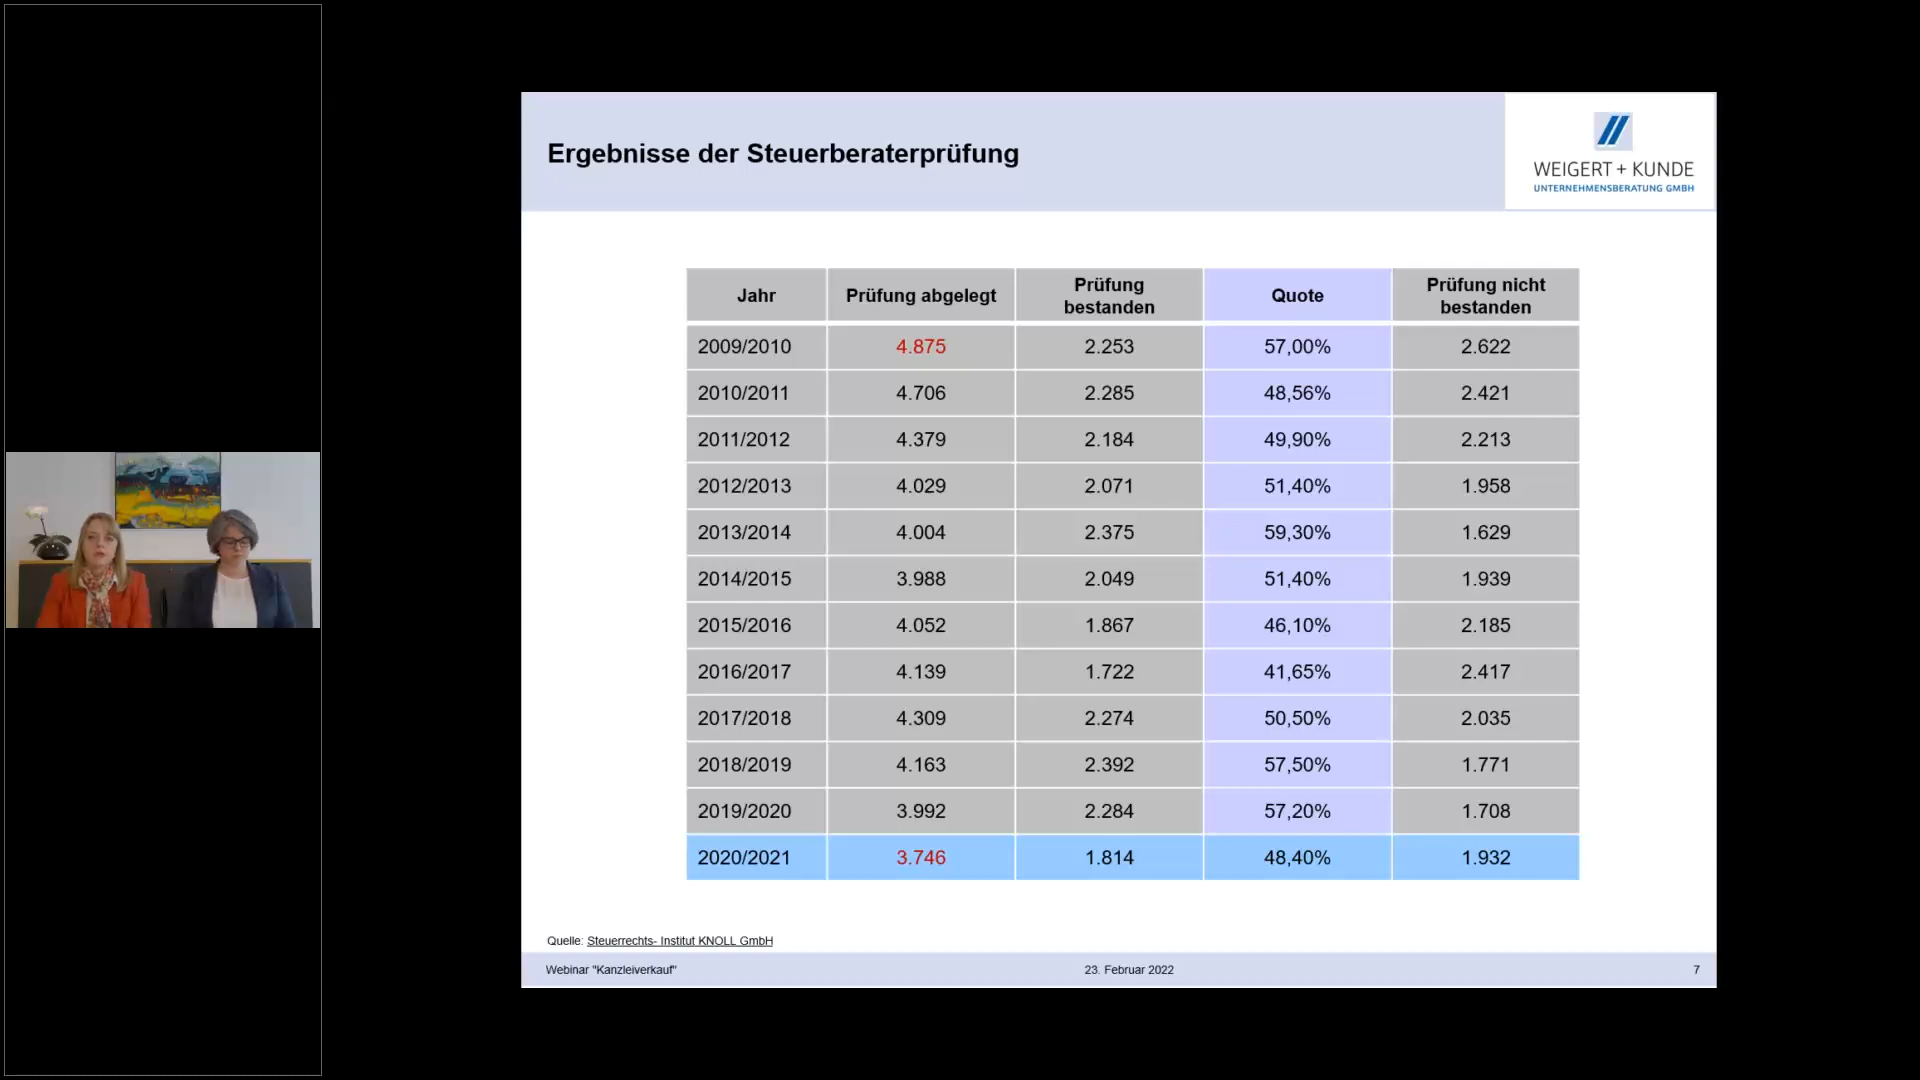 Ergebnisse der Steuerberaterprüfung
WEIGERT + KUNDE
UNTERNEHMENSBERATUNG GMBH
Jahr Prüfung abgelegt Prüfung bestanden Quote Prüfung nicht bestanden
2009/2010 4.875 2.253 57,00% 2.622
2010/2011 4.706 2.285 48,56% 2.421
2011/2012 4.379 2.184 49,90% 2.213
2012/2013 4.029 2.071 51,40% 1.958
2013/2014 4.004 2.375 59,30% 1.629
2014/2015 3.988 2.049 51,40% 1.939
2015/2016 4.052 1.867 46,10% 2.185
2016/2017 4.139 1.722 41,65% 2.417
2017/2018 4.309 2.274 50,50% 2.035
2018/2019 4.163 2.392 57,50% 1.771
2019/2020 3.992 2.284 57,20% 1.708
2020/2021 3.746 1.814 48,40% 1.932
Quelle: Steuerrechts- Institut KNOLL GmbH
Webinar "Kanzleiverkauf" 23. Februar 2022 7